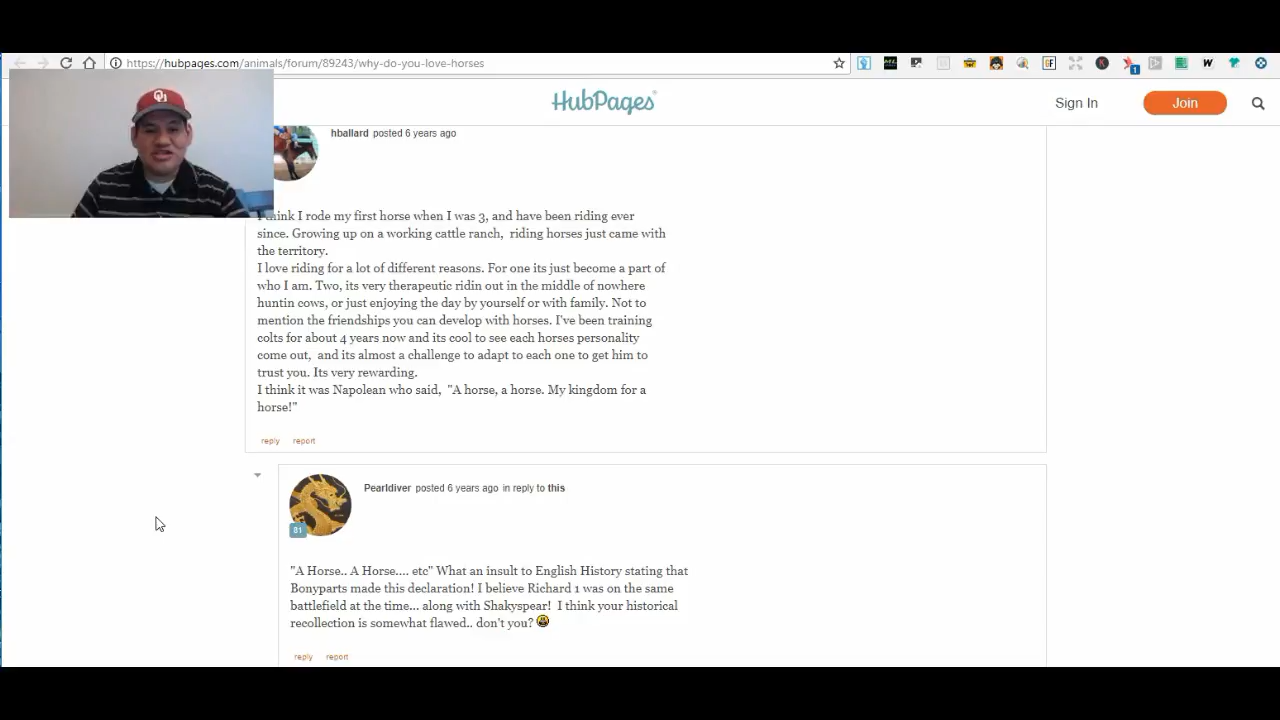 https://hubpages.com/animals/forum/89243/why-do-you-love-horses
HubPages
Sign In
Join
hballard posted 6 years ago
I think I rode my first horse when I was 3, and have been riding ever
since. Growing up on a working cattle ranch, riding horses just came with
the territory.
I love riding for a lot of different reasons. For one its just become a part of
who I am. Two, its very therapeutic ridin out in the middle of nowhere
huntin cows, or just enjoying the day by yourself or with family. Not to
mention the friendships you can develop with horses. I've been training
colts for about 4 years now and its cool to see each horses personality
come out, and its almost a challenge to adapt to each one to get him to
trust you. Its very rewarding.
I think it was Napolean who said, "A horse, a horse. My kingdom for a
horse!"
reply report
Pearldiver posted 6 years ago in reply to this
81
"A Horse.. A Horse.... etc" What an insult to English History stating that
Bonyparts made this declaration! I believe Richard 1 was on the same
battlefield at the time... along with Shakyspear! I think your historical
recollection is somewhat flawed.. don't you?
reply report